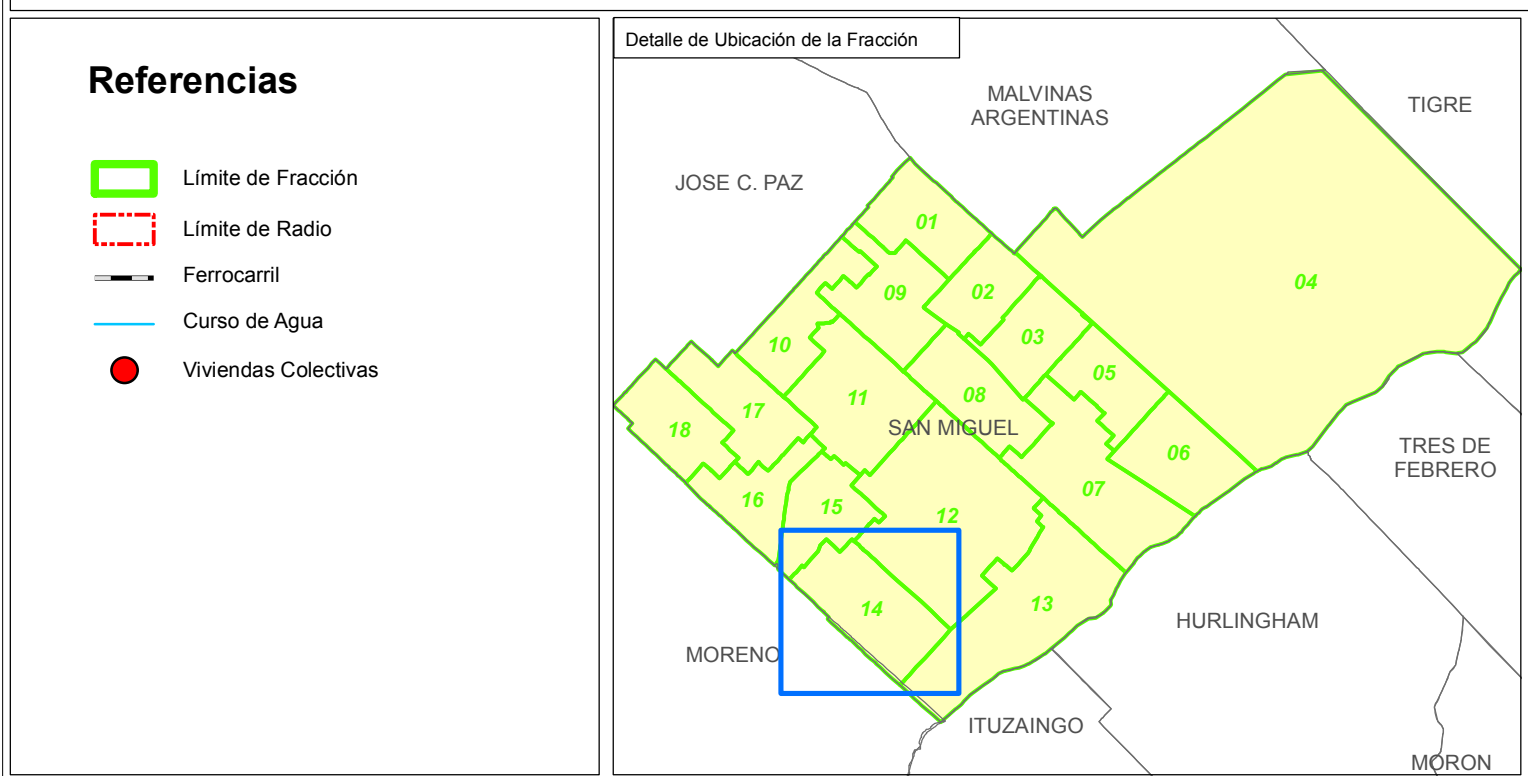 Referencias
Límite de Fracción
Límite de Radio
Ferrocarril
Curso de Agua
Viviendas Colectivas
Detalle de Ubicación de la Fracción
MALVINAS
ARGENTINAS
TIGRE
JOSE C. PAZ
01
04
09
02
03
10
05
11
08
17
SAN MIGUEL
18
06
TRES DE
FEBRERO
16
15
07
12
14
13
HURLINGHAM
MORENO
ITUZAINGO
MORON